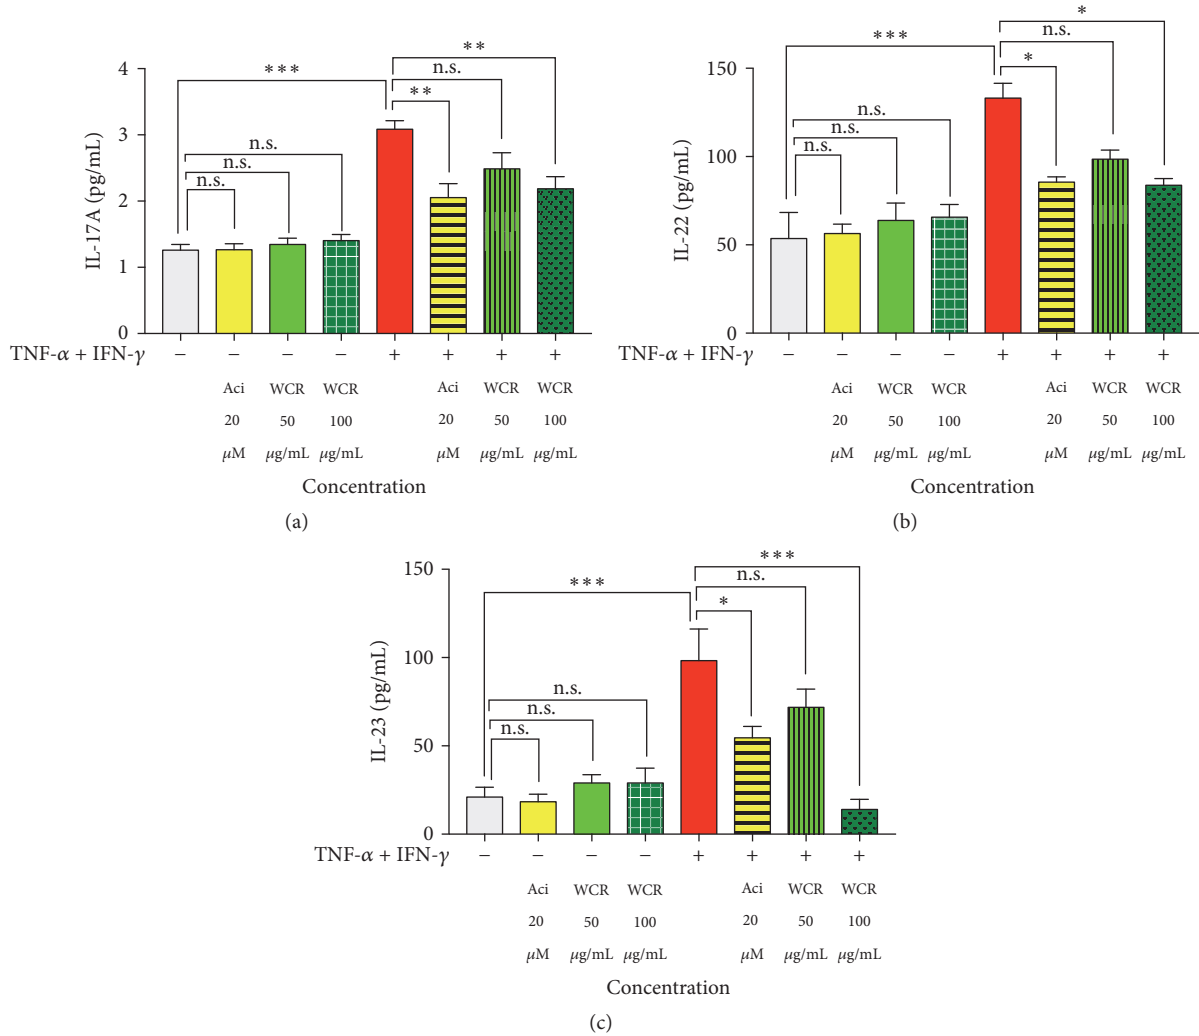 ***
**
n.s.
**
n.s.
n.s.
n.s.
IL-17A (pg/mL)
4
3
2
1
0
TNF-α + IFN-γ − − − − + + + +
Aci WCR WCR Aci WCR WCR
20 50 100 20 50 100
μM μg/mL μg/mL μM μg/mL μg/mL
Concentration
(a)
*
n.s.
***
*
n.s.
n.s.
n.s.
IL-22 (pg/mL)
150
100
50
0
TNF-α + IFN-γ − − − − + + + +
Aci WCR WCR Aci WCR WCR
20 50 100 20 50 100
μM μg/mL μg/mL μM μg/mL μg/mL
Concentration
(b)
***
n.s.
***
*
n.s.
n.s.
n.s.
IL-23 (pg/mL)
150
100
50
0
TNF-α + IFN-γ − − − − + + + +
Aci WCR WCR Aci WCR WCR
20 50 100 20 50 100
μM μg/mL μg/mL μM μg/mL μg/mL
Concentration
(c)